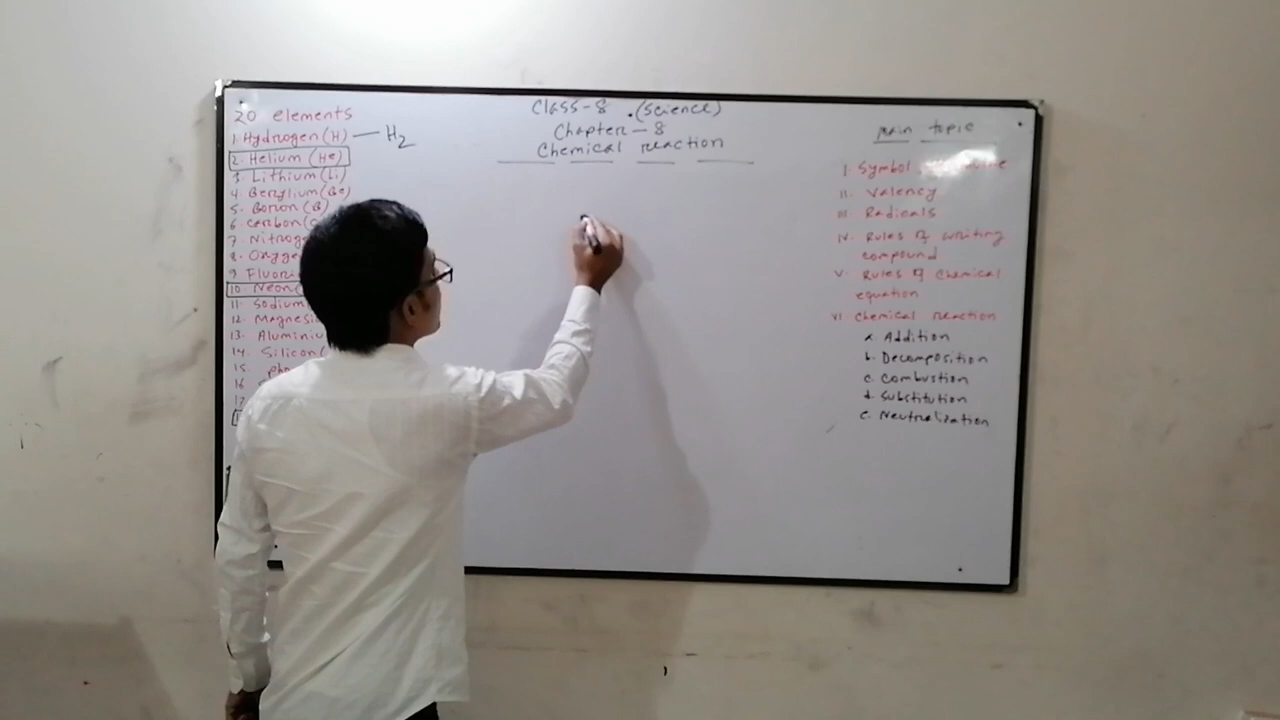 20 elements
1. Hydrogen (H) — H2
2. Helium (He)
3. Lithium (Li)
4. Berylium (Be)
5. Boron (B)
6. Carbon (C
7. Nitroge
8. Oxyge
9. Fluori
10. Neon (
11. Sodium
12. Magnesi
13. Aluminiu
14. Silicon (
15. pho
16 S
17
Class-8 . (Science)
Chapter - 8
Chemical reaction
main topic
I. Symbol
II. Valency
III. Radicals
IV. Rules of writing
compound
V. Rules of chemical
equation
VI. Chemical reaction
a. Addition
b. Decomposition
c. Combustion
d. Substitution
e. Neutralization